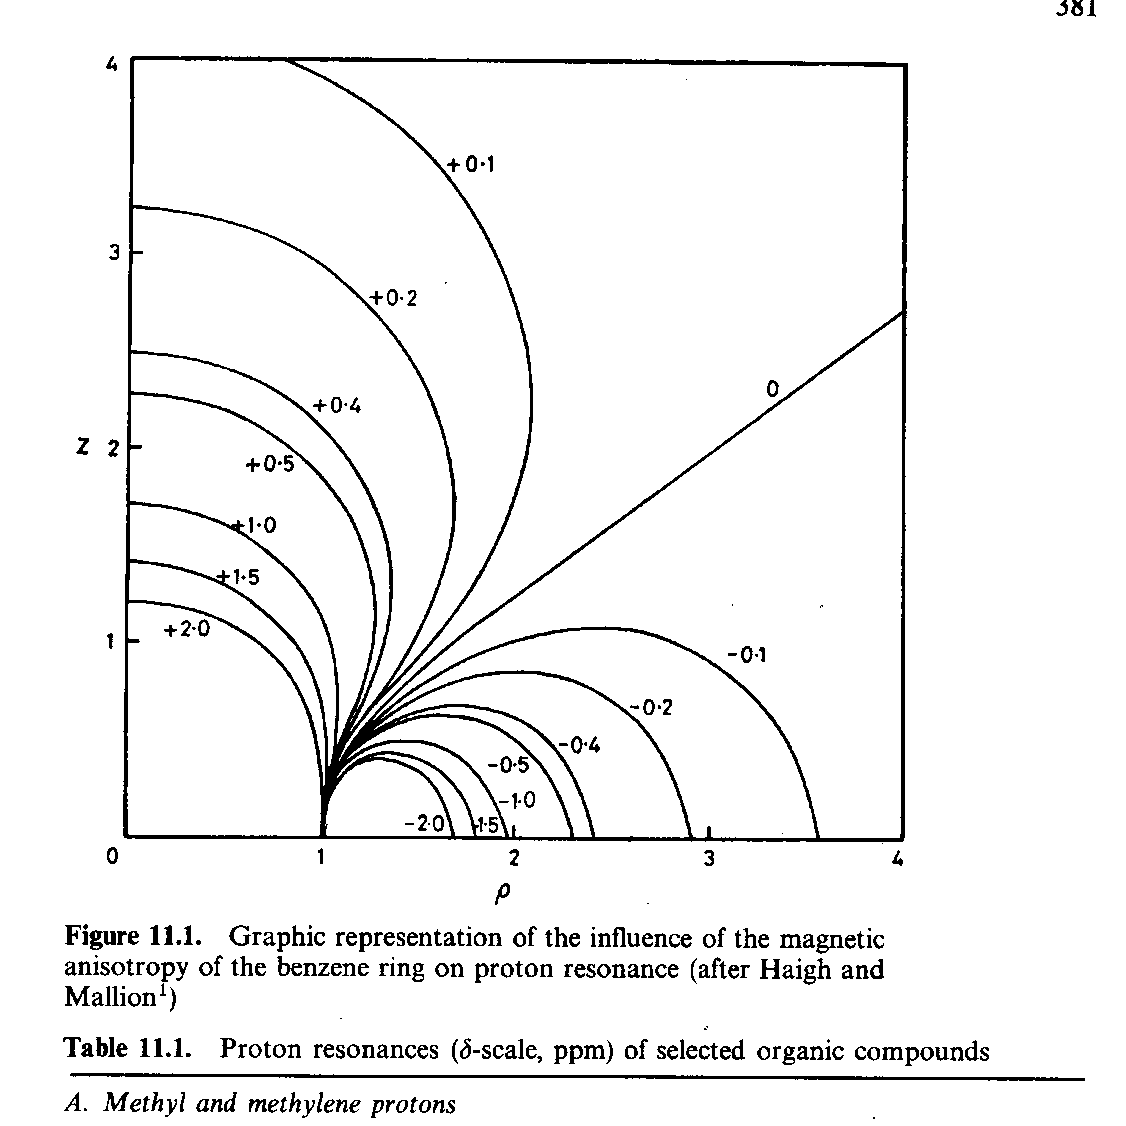 381
4
+0·1
3
+0·2
+0·4
0
Z 2
+0·5
+1·0
+1·5
+2·0
1
-0·1
-0·2
-0·4
-0·5
-1·0
-2·0
-1·5
0 1 2 3 4
ρ
Figure 11.1. Graphic representation of the influence of the magnetic
anisotropy of the benzene ring on proton resonance (after Haigh and
Mallion¹)
Table 11.1. Proton resonances (δ-scale, ppm) of selected organic compounds
A. Methyl and methylene protons